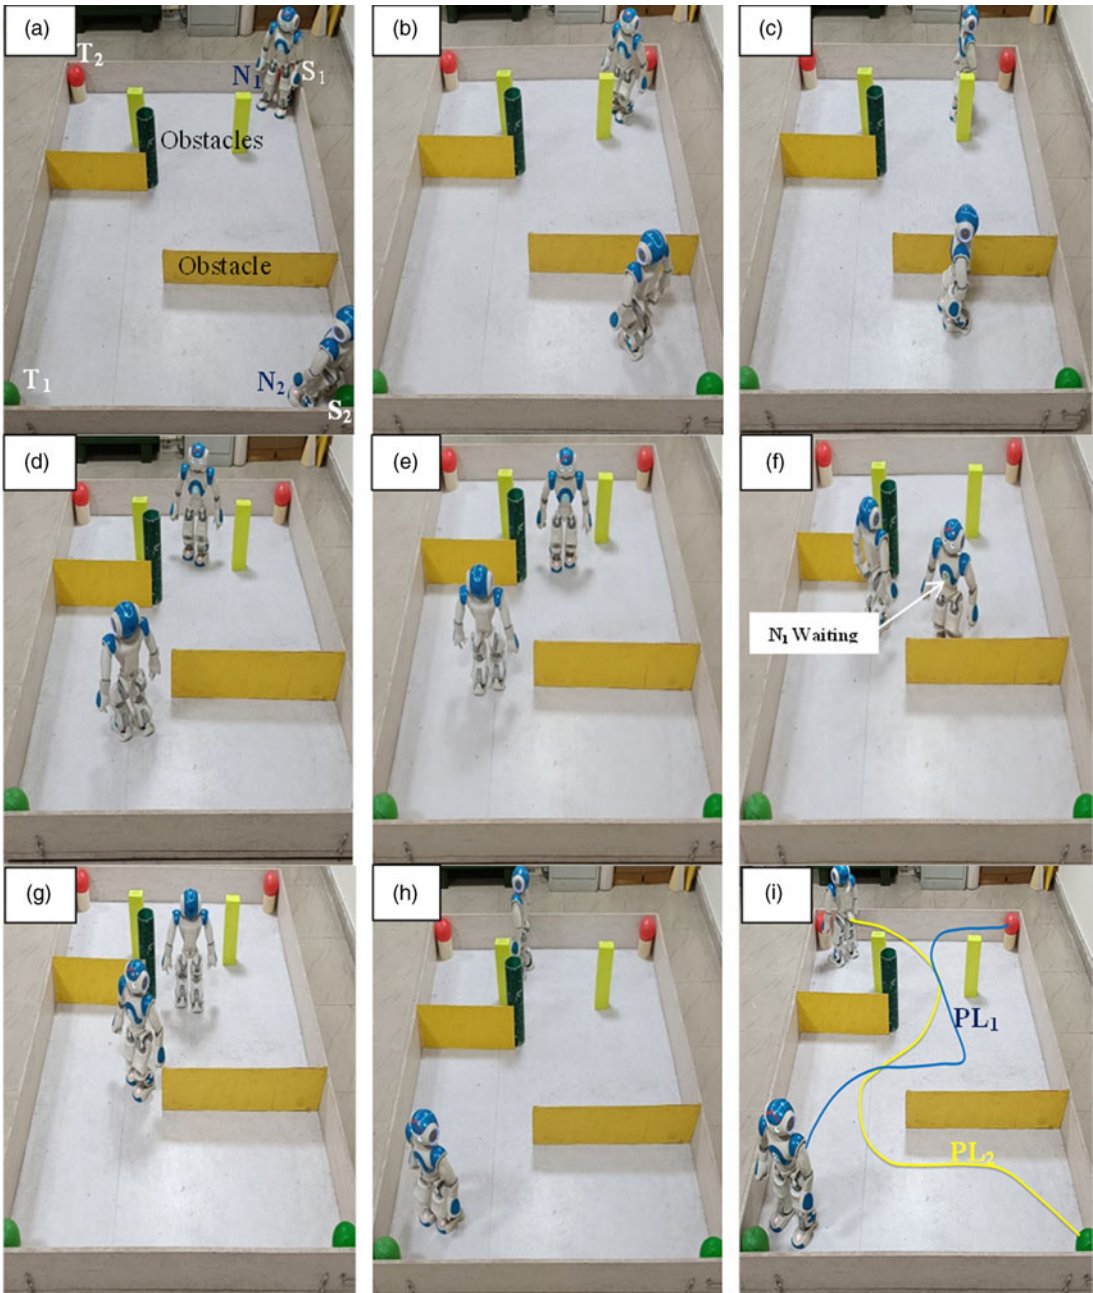 (a)
T₂
N₁
S₁
Obstacles
Obstacle
T₁
N₂
S₂
(b)
(c)
(d)
(e)
(f)
N₁ Waiting
(g)
(h)
(i)
PL₁
PL₂